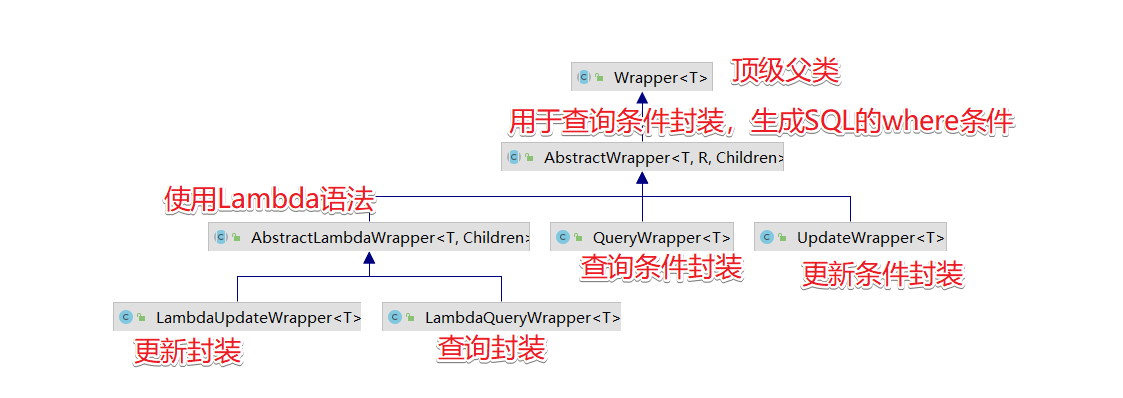 Wrapper<T>
顶级父类
用于查询条件封装，生成SQL的where条件
AbstractWrapper<T, R, Children>
使用Lambda语法
AbstractLambdaWrapper<T, Children>
QueryWrapper<T>
UpdateWrapper<T>
查询条件封装
更新条件封装
LambdaUpdateWrapper<T>
LambdaQueryWrapper<T>
更新封装
查询封装